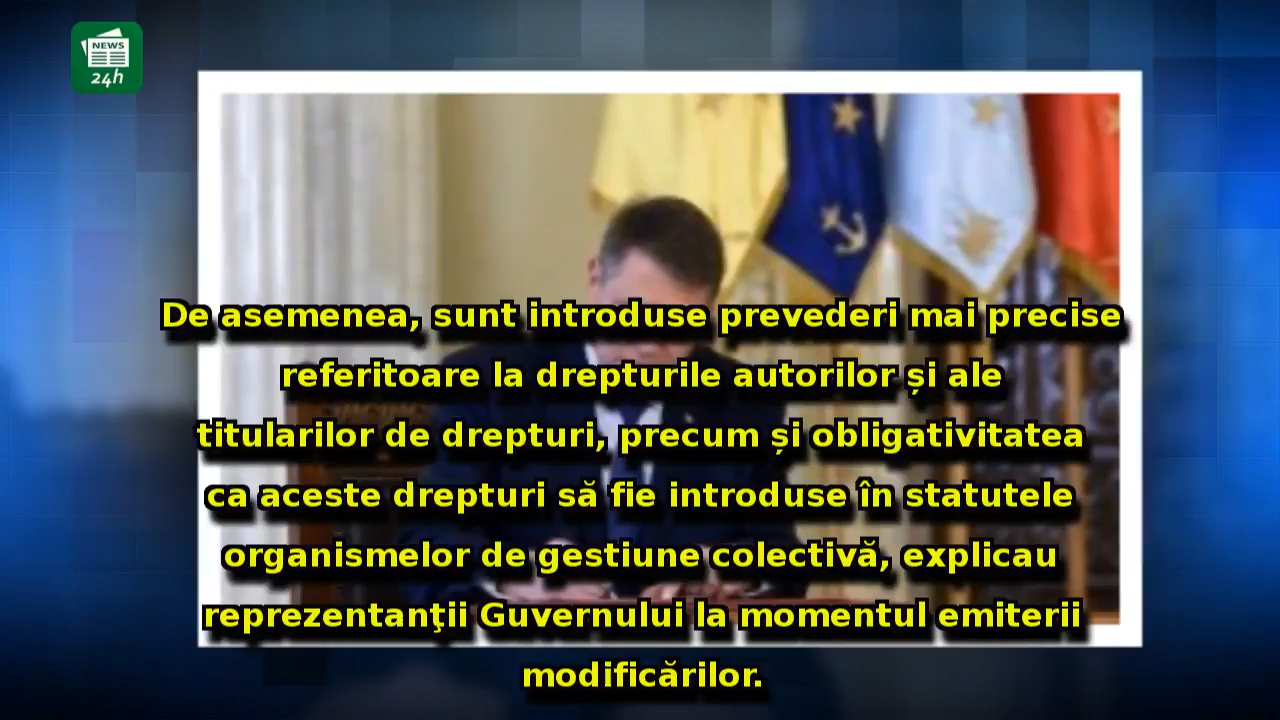 NEWS
24h
De asemenea, sunt introduse prevederi mai precise
referitoare la drepturile autorilor și ale
titularilor de drepturi, precum și obligativitatea
ca aceste drepturi să fie introduse în statutele
organismelor de gestiune colectivă, explicau
reprezentanţii Guvernului la momentul emiterii
modificărilor.